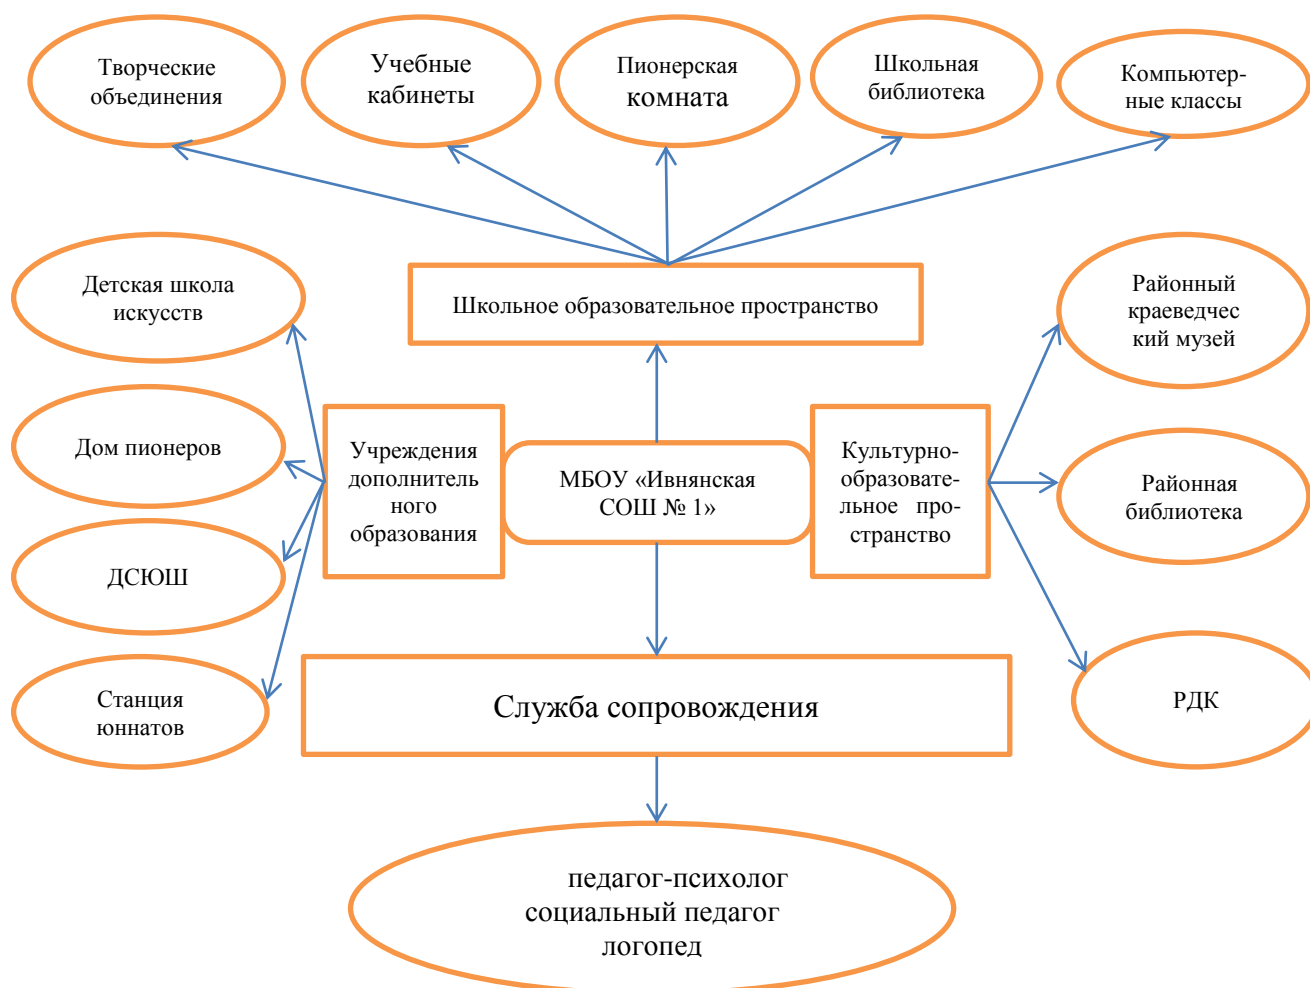 Творческие
объединения
Учебные
кабинеты
Пионерская
комната
Школьная
библиотека
Компьютер-
ные классы
Школьное образовательное пространство
Детская школа
искусств
Дом пионеров
ДСЮШ
Станция
юннатов
Учреждения
дополнитель
ного
образования
МБОУ «Ивнянская
СОШ № 1»
Культурно-
образовате-
льное про-
странство
Районный
краеведчес
кий музей
Районная
библиотека
РДК
Служба сопровождения
педагог-психолог
социальный педагог
логопед